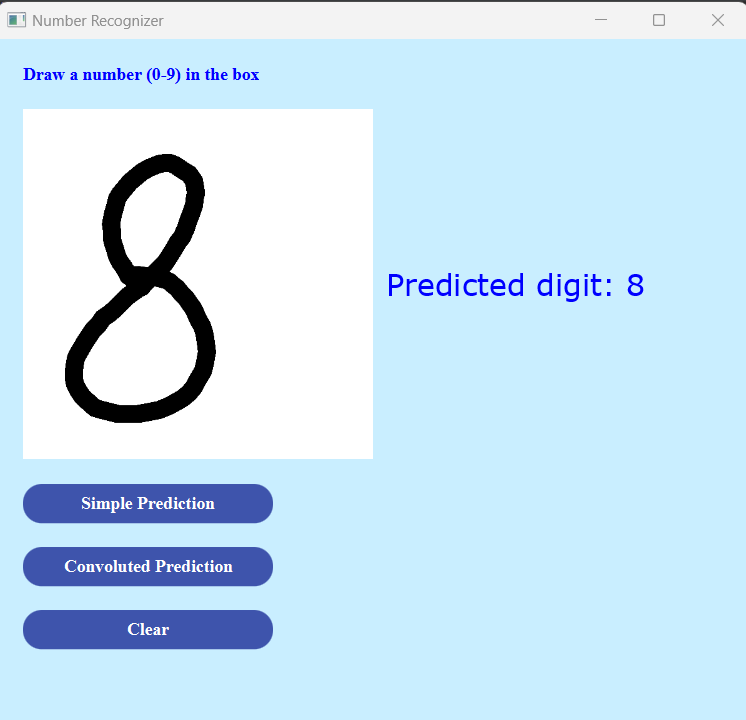 Number Recognizer
Draw a number (0-9) in the box
8
Predicted digit: 8
Simple Prediction
Convoluted Prediction
Clear